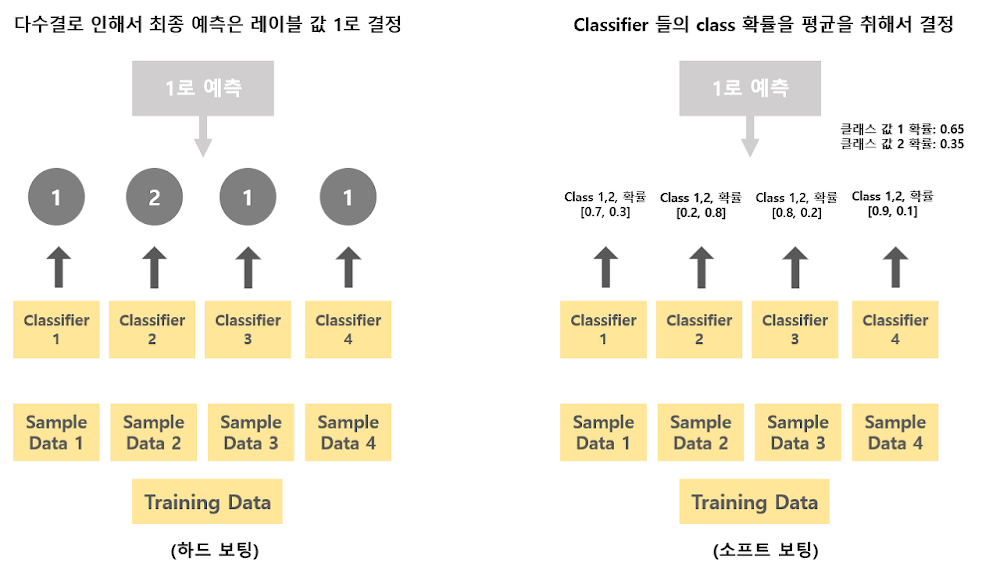 다수결로 인해서 최종 예측은 레이블 값 1로 결정
1로 예측
1
2
1
1
Classifier
1
Classifier
2
Classifier
3
Classifier
4
Sample
Data 1
Sample
Data 2
Sample
Data 3
Sample
Data 4
Training Data
(하드 보팅)
Classifier 들의 class 확률을 평균을 취해서 결정
1로 예측
클래스 값 1 확률: 0.65
클래스 값 2 확률: 0.35
Class 1,2, 확률
[0.7, 0.3]
Class 1,2, 확률
[0.2, 0.8]
Class 1,2, 확률
[0.8, 0.2]
Class 1,2, 확률
[0.9, 0.1]
Classifier
1
Classifier
2
Classifier
3
Classifier
4
Sample
Data 1
Sample
Data 2
Sample
Data 3
Sample
Data 4
Training Data
(소프트 보팅)